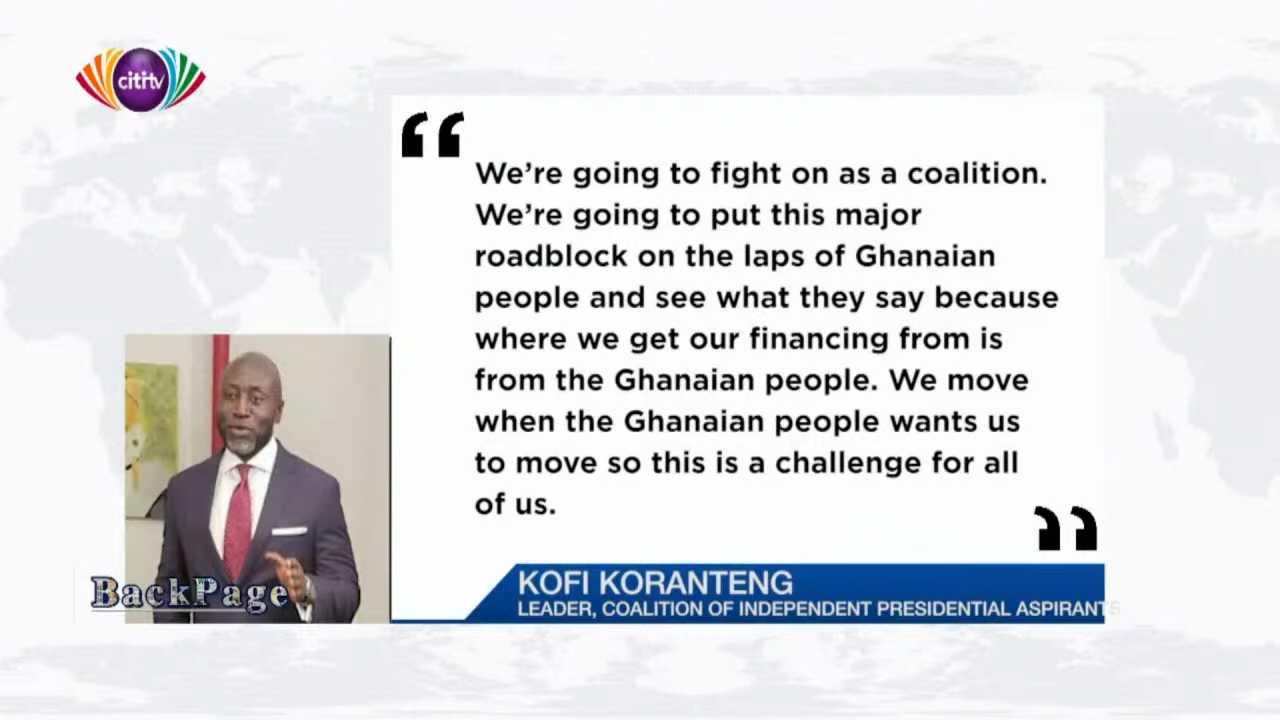 cititv
“
We’re going to fight on as a coalition.
We’re going to put this major
roadblock on the laps of Ghanaian
people and see what they say because
where we get our financing from is
from the Ghanaian people. We move
when the Ghanaian people wants us
to move so this is a challenge for all
of us.
”
BackPage
KOFI KORANTENG
LEADER, COALITION OF INDEPENDENT PRESIDENTIAL ASPIRANTS